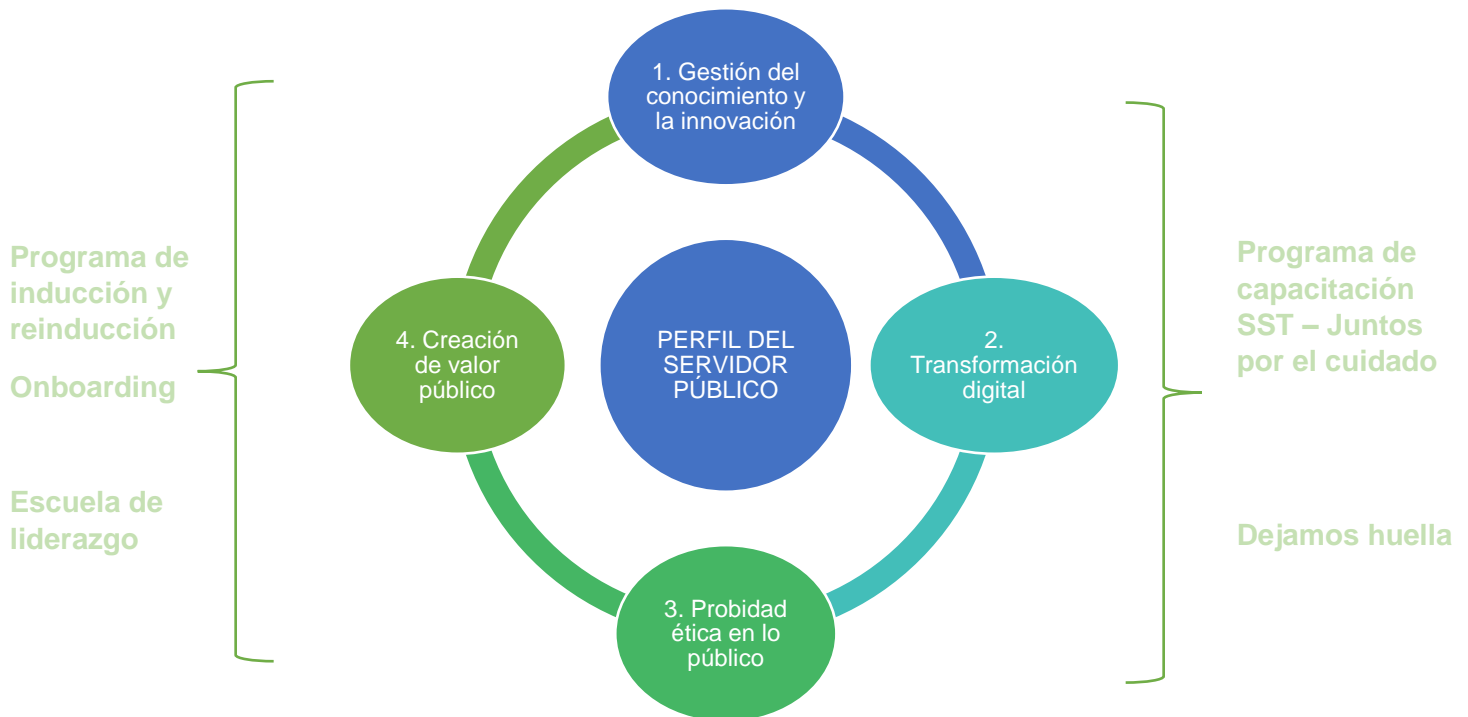 1. Gestión del
conocimiento y
la innovación
Programa de
inducción y
reinducción
Onboarding
Escuela de
liderazgo
4. Creación
de valor
público
PERFIL DEL
SERVIDOR
PÚBLICO
2.
Transformación
digital
3. Probidad
ética en lo
público
Programa de
capacitación
SST – Juntos
por el cuidado
Dejamos huella